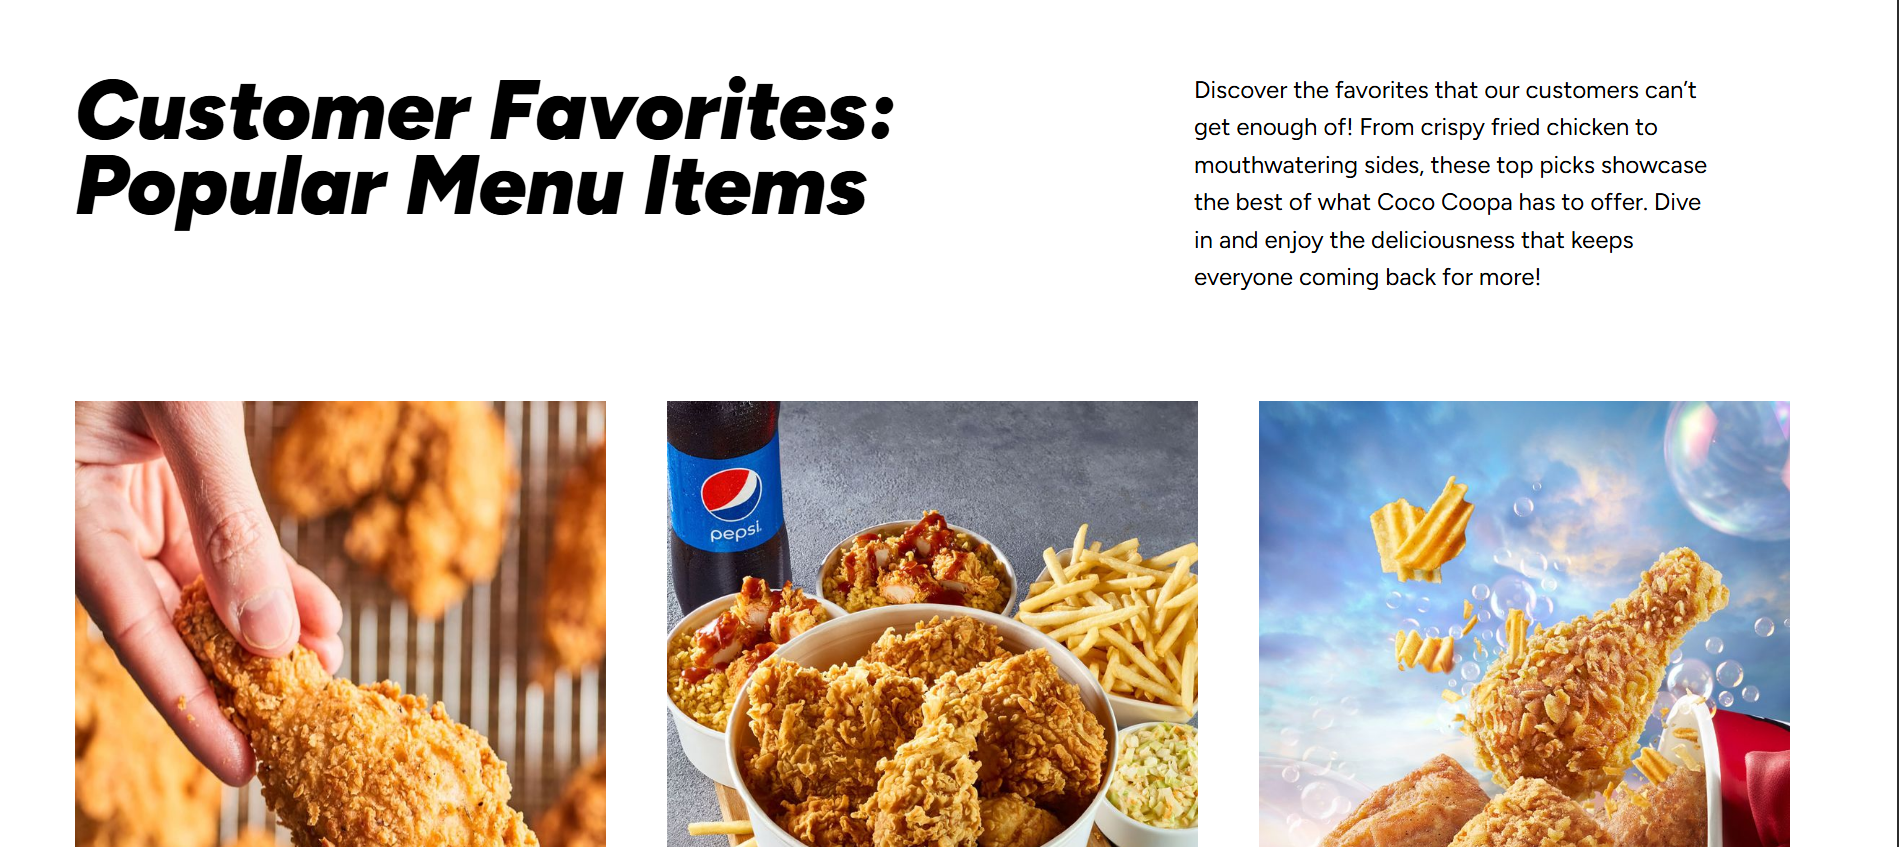 Customer Favorites:
Popular Menu Items
Discover the favorites that our customers can’t
get enough of! From crispy fried chicken to
mouthwatering sides, these top picks showcase
the best of what Coco Coopa has to offer. Dive
in and enjoy the deliciousness that keeps
everyone coming back for more!
pepsi